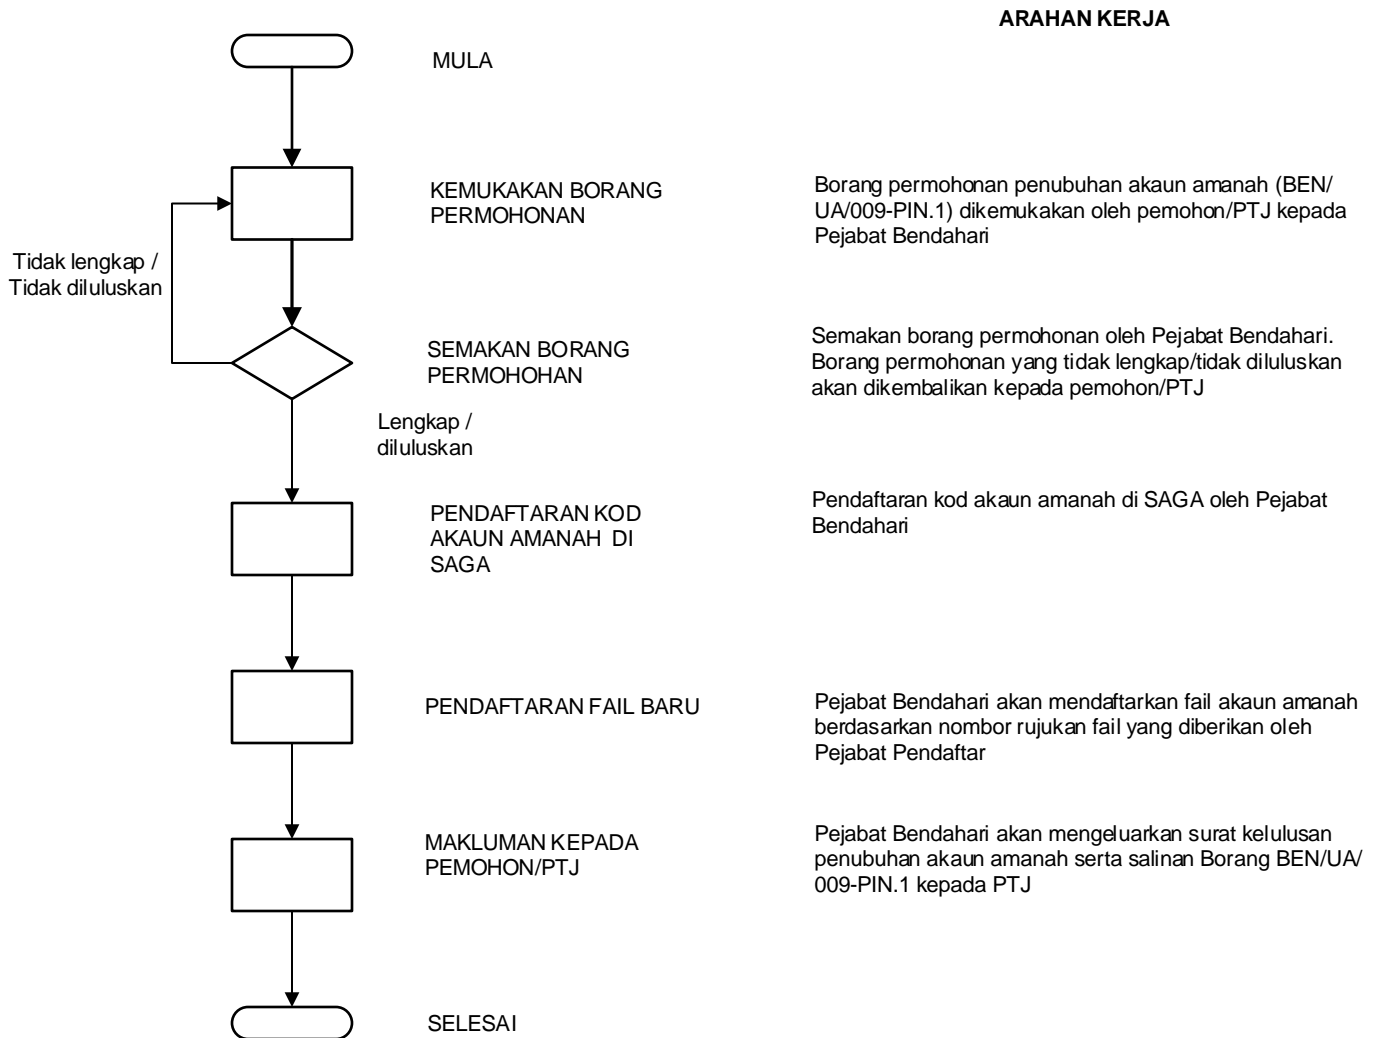 ARAHAN KERJA
MULA
KEMUKAKAN BORANG
PERMOHONAN
Borang permohonan penubuhan akaun amanah (BEN/
UA/009-PIN.1) dikemukakan oleh pemohon/PTJ kepada
Pejabat Bendahari
Tidak lengkap /
Tidak diluluskan
SEMAKAN BORANG
PERMOHOHAN
Semakan borang permohonan oleh Pejabat Bendahari.
Borang permohonan yang tidak lengkap/tidak diluluskan
akan dikembalikan kepada pemohon/PTJ
Lengkap /
diluluskan
PENDAFTARAN KOD
AKAUN AMANAH DI
SAGA
Pendaftaran kod akaun amanah di SAGA oleh Pejabat
Bendahari
PENDAFTARAN FAIL BARU
Pejabat Bendahari akan mendaftarkan fail akaun amanah
berdasarkan nombor rujukan fail yang diberikan oleh
Pejabat Pendaftar
MAKLUMAN KEPADA
PEMOHON/PTJ
Pejabat Bendahari akan mengeluarkan surat kelulusan
penubuhan akaun amanah serta salinan Borang BEN/UA/
009-PIN.1 kepada PTJ
SELESAI